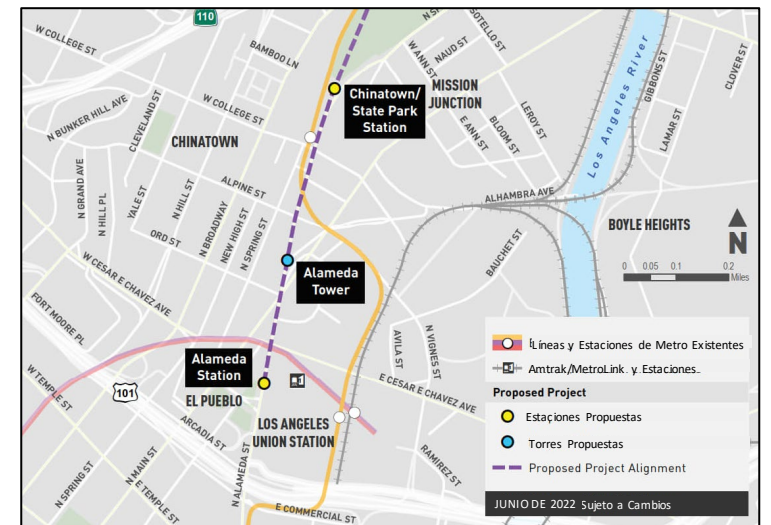 110
W COLLEGE ST
BAMBOO LN
N BUNKER HILL AVE
CLEVELAND ST
W COLLEGE ST
CHINATOWN
Chinatown/
State Park
Station
W ANN ST
NAUD ST
SOTELLO ST
MISSION
JUNCTION
LEROY ST
BLOOM ST
E ANN ST
Los Angeles River
GIBBONS ST
CLOVER ST
LAMAR ST
N GRAND AVE
N HILL PL
YALE ST
N HILL ST
ALPINE ST
ORD ST
N BROADWAY
NEW HIGH ST
N SPRING ST
ALHAMBRA AVE
BAUCHET ST
BOYLE HEIGHTS
N
0 0.05 0.1 0.2
Miles
W CESAR E CHAVEZ AVE
Alameda
Tower
FORT MOORE PL
AVILA ST
N VIGNES ST
Alameda
Station
W TEMPLE ST
101
EL PUEBLO
E CESAR E CHAVEZ AVE
LOS ANGELES
UNION STATION
ARCADIA ST
N MAIN ST
N SPRING ST
E TEMPLE ST
N ALAMEDA ST
RAMIREZ ST
E COMMERCIAL ST
Líneas y Estaciones de Metro Existentes
Amtrak/MetroLink. y. Estaciones..
Proposed Project
Estaçiones Propuestas
Torres Propuestas
Proposed Project Alignment
JUNIO DE 2022 Sujeto a Cambios